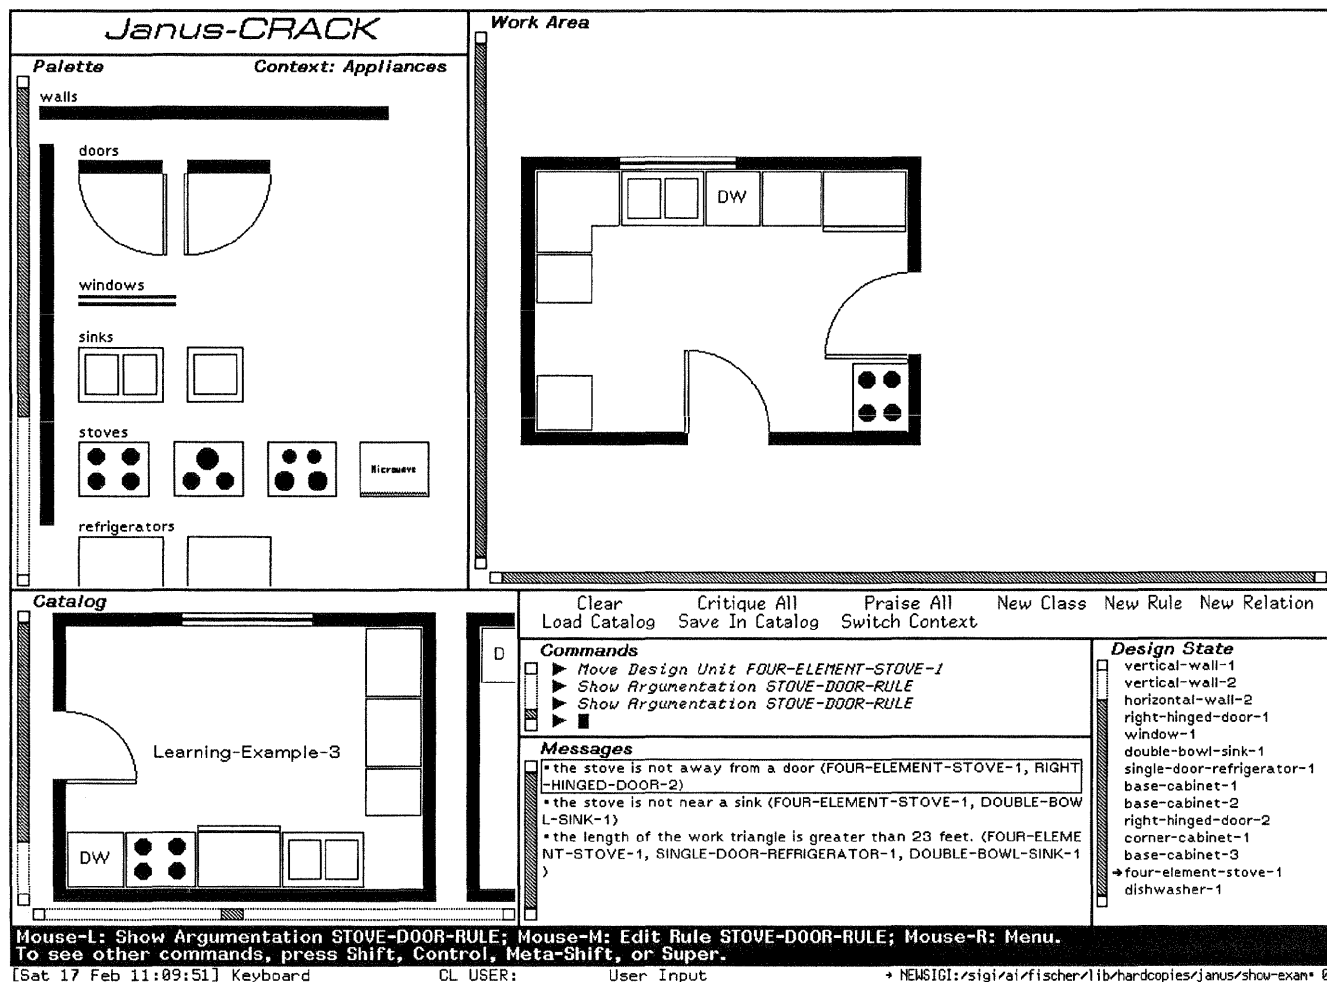 Janus-CRACK
Palette
Context: Appliances
walls
doors
windows
sinks
stoves
Microwave
refrigerators
Work Area
DW
Catalog
Learning-Example-3
DW
D
Clear Critique All Praise All New Class New Rule New Relation
Load Catalog Save In Catalog Switch Context
Commands
Move Design Unit FOUR-ELEMENT-STOVE-1
Show Argumentation STOVE-DOOR-RULE
Show Argumentation STOVE-DOOR-RULE
Messages
▪ the stove is not away from a door (FOUR-ELEMENT-STOVE-1, RIGHT
-HINGED-DOOR-2)
▪ the stove is not near a sink (FOUR-ELEMENT-STOVE-1, DOUBLE-BOW
L-SINK-1)
▪ the length of the work triangle is greater than 23 feet. (FOUR-ELEME
NT-STOVE-1, SINGLE-DOOR-REFRIGERATOR-1, DOUBLE-BOWL-SINK-1
)
Design State
vertical-wall-1
vertical-wall-2
horizontal-wall-2
right-hinged-door-1
window-1
double-bowl-sink-1
single-door-refrigerator-1
base-cabinet-1
base-cabinet-2
right-hinged-door-2
corner-cabinet-1
base-cabinet-3
→four-element-stove-1
dishwasher-1
Mouse-L: Show Argumentation STOVE-DOOR-RULE; Mouse-M: Edit Rule STOVE-DOOR-RULE; Mouse-R: Menu.
To see other commands, press Shift, Control, Meta-Shift, or Super.
[Sat 17 Feb 11:09:51] Keyboard CL USER: User Input → NEWSIGI:/sigi/ai/fischer/lib/hardcopies/janus/show-exam▪